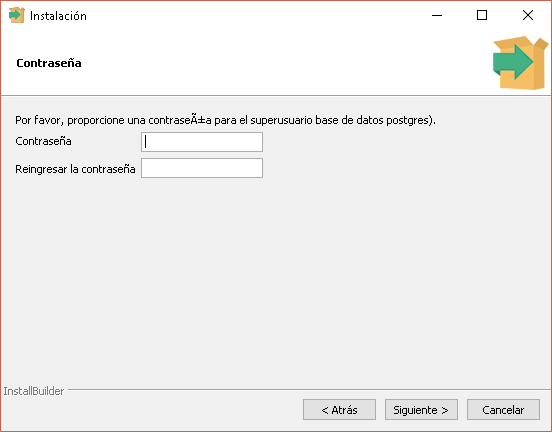 Instalación
Contraseña
Por favor, proporcione una contraseÃ±a para el superusuario base de datos postgres).
Contraseña
Reingresar la contraseña
InstallBuilder
< Atrás
Siguiente >
Cancelar